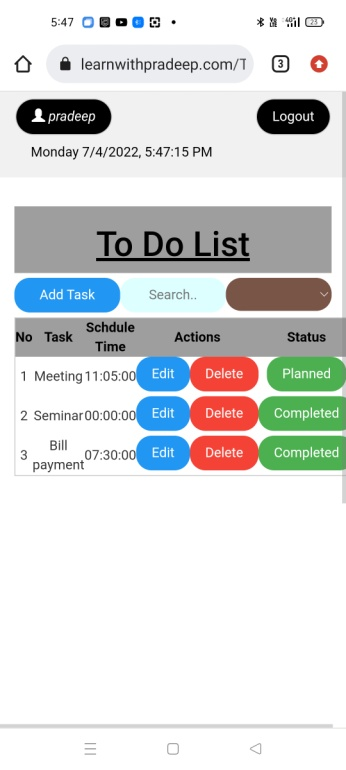 5:47
23
learnwithpradeep.com/T
3
pradeep
Logout
Monday 7/4/2022, 5:47:15 PM
To Do List
Add Task
Search..
No Task Schdule Time Actions Status
1 Meeting 11:05:00 Edit Delete Planned
2 Seminar 00:00:00 Edit Delete Completed
3 Bill payment 07:30:00 Edit Delete Completed